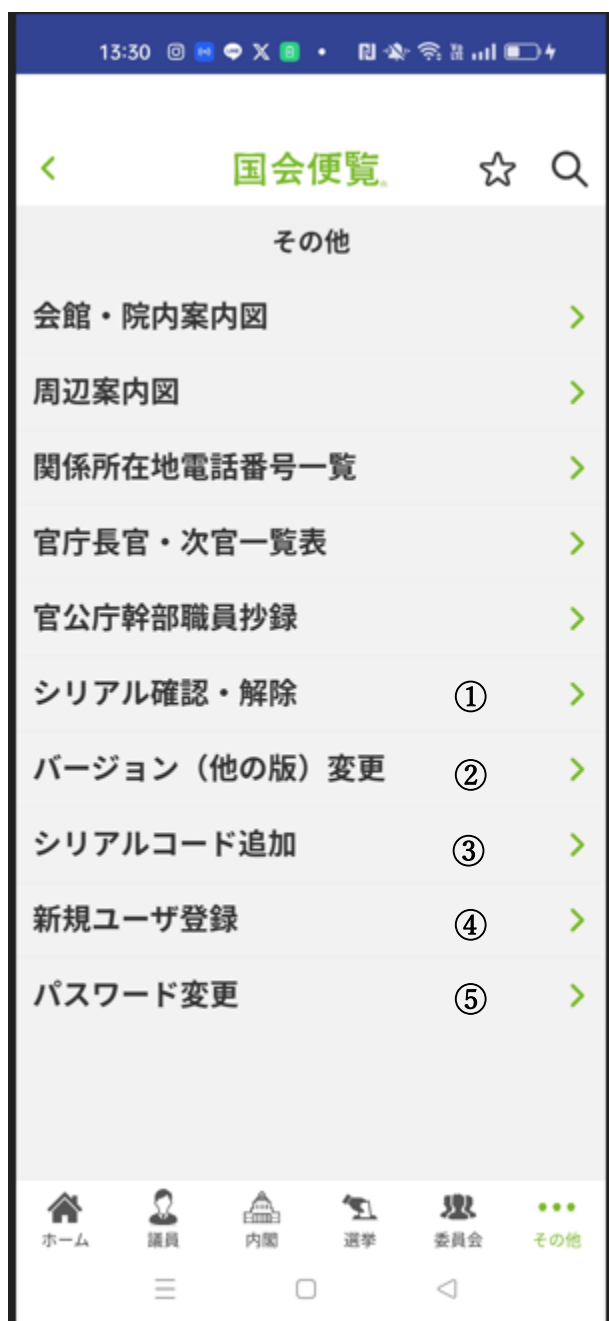 13:30
国会便覧
その他
会館・院内案内図
周辺案内図
関係所在地電話番号一覧
官庁長官・次官一覧表
官公庁幹部職員抄録
シリアル確認・解除 ①
バージョン（他の版）変更 ②
シリアルコード追加 ③
新規ユーザ登録 ④
パスワード変更 ⑤
ホーム 議員 内閣 選挙 委員会 その他